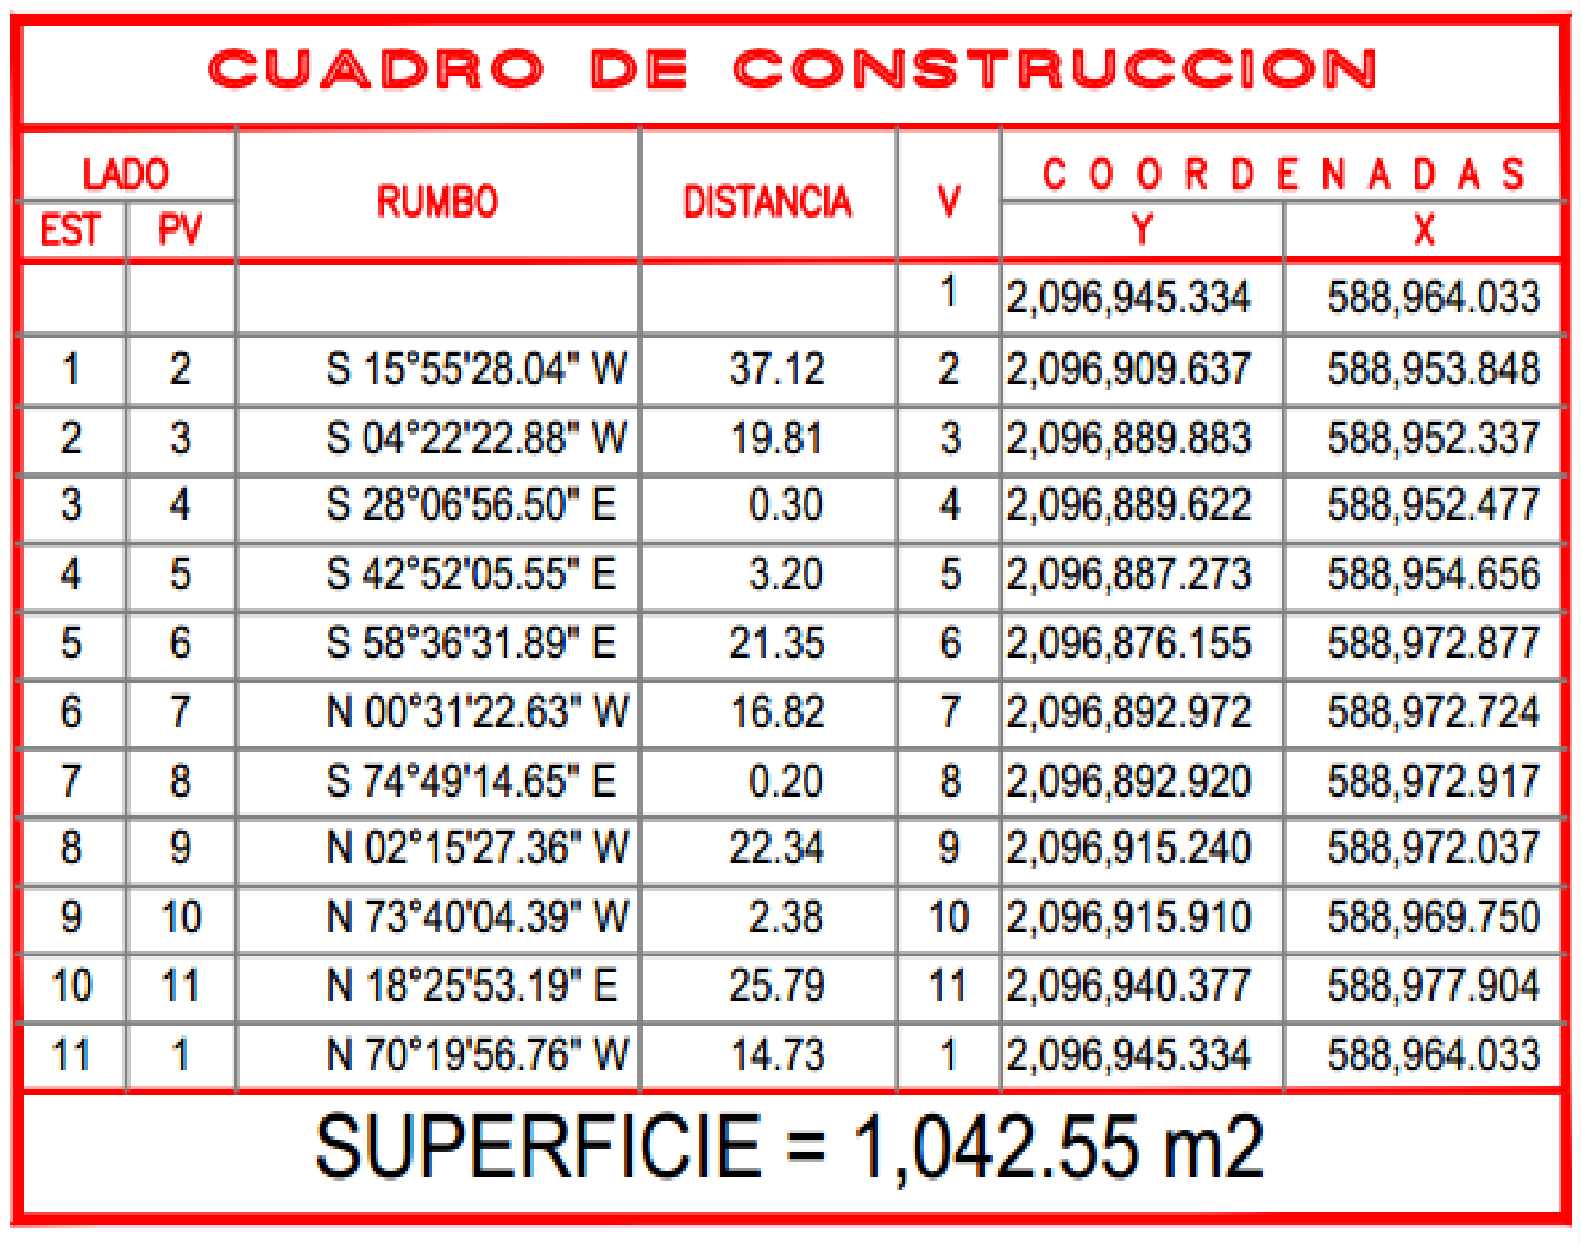 CUADRO DE CONSTRUCCION
LADO RUMBO DISTANCIA V COORDENADAS
EST PV Y X
1 2,096,945.334 588,964.033
1 2 S 15°55'28.04" W 37.12 2 2,096,909.637 588,953.848
2 3 S 04°22'22.88" W 19.81 3 2,096,889.883 588,952.337
3 4 S 28°06'56.50" E 0.30 4 2,096,889.622 588,952.477
4 5 S 42°52'05.55" E 3.20 5 2,096,887.273 588,954.656
5 6 S 58°36'31.89" E 21.35 6 2,096,876.155 588,972.877
6 7 N 00°31'22.63" W 16.82 7 2,096,892.972 588,972.724
7 8 S 74°49'14.65" E 0.20 8 2,096,892.920 588,972.917
8 9 N 02°15'27.36" W 22.34 9 2,096,915.240 588,972.037
9 10 N 73°40'04.39" W 2.38 10 2,096,915.910 588,969.750
10 11 N 18°25'53.19" E 25.79 11 2,096,940.377 588,977.904
11 1 N 70°19'56.76" W 14.73 1 2,096,945.334 588,964.033
SUPERFICIE = 1,042.55 m2